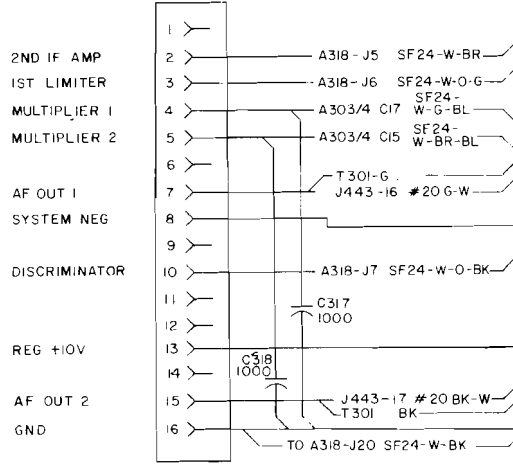 1
2ND IF AMP 2 A318-J5 SF24-W-BR
1ST LIMITER 3 A318-J6 SF24-W-O-G
MULTIPLIER 1 4 A303/4 C17 SF24-
W-G-BL
MULTIPLIER 2 5 A303/4 C15 SF24-
W-BR-BL
6
T301-G
AF OUT 1 7 J443-16 #20 G-W
SYSTEM NEG 8
9
DISCRIMINATOR 10 A318-J7 SF24-W-O-BK
11
C317
1000
12
REG +10V 13
C318
1000
14
AF OUT 2 15 J443-17 #20 BK-W
T301 BK
GND 16
TO A318-J20 SF24-W-BK